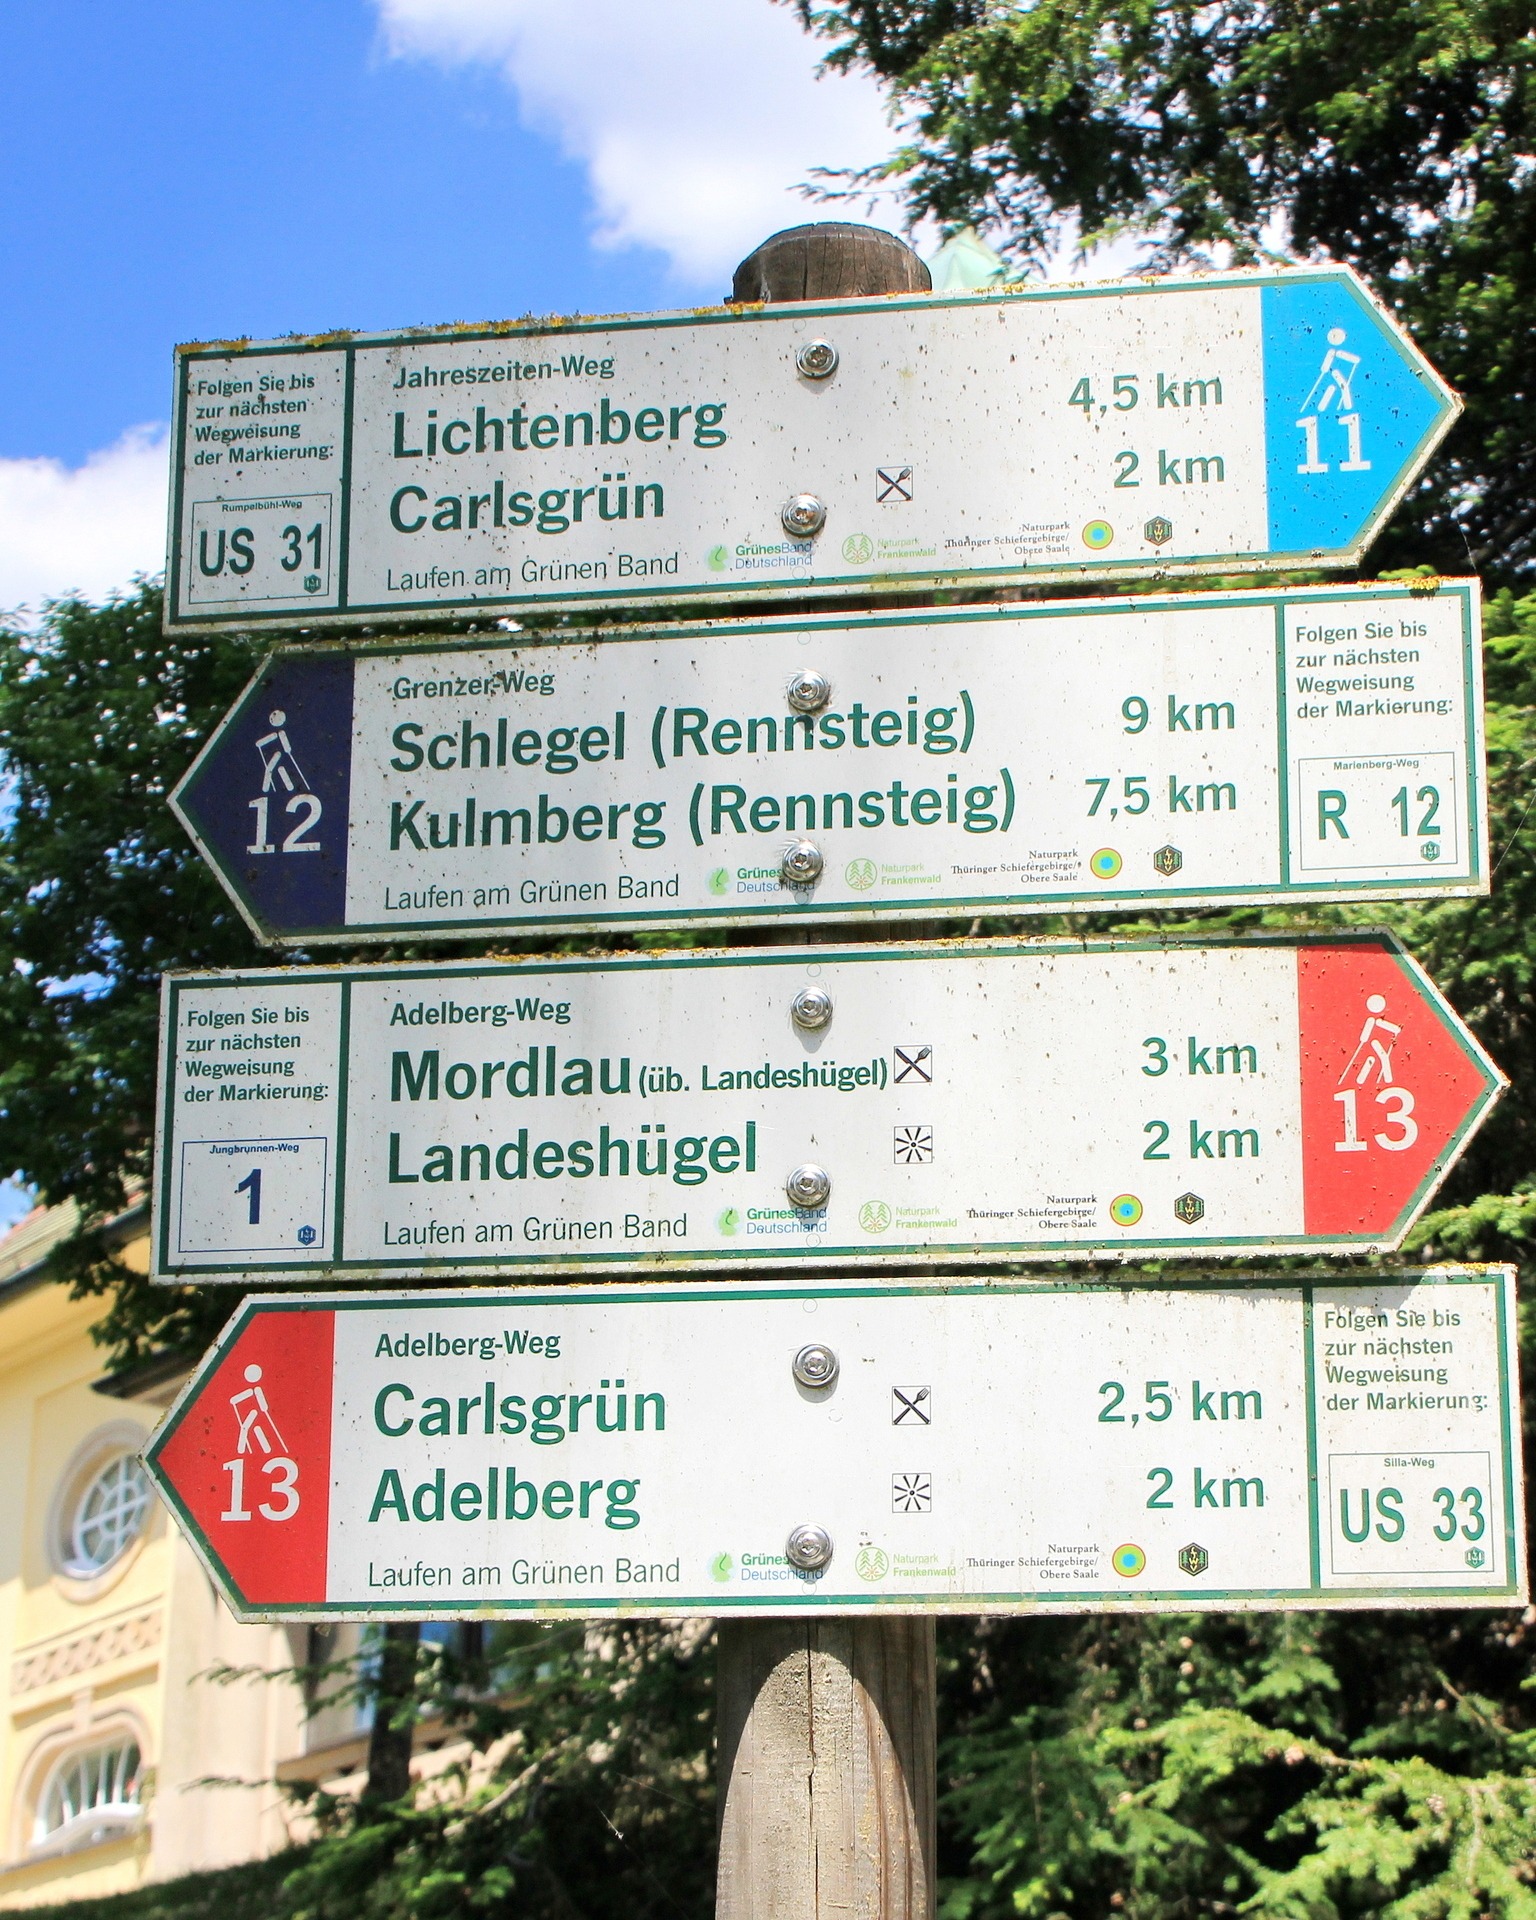 Folgen Sie bis
zur nächsten
Wegweisung
der Markierung:
Rumpelbühl-Weg
US 31
Jahreszeiten-Weg
Lichtenberg 4,5 km
Carlsgrün 2 km
Laufen am Grünen Band
GrünesBand
Deutschland
Naturpark
Frankenwald
Naturpark
Thüringer Schiefergebirge/
Obere Saale
11
12
Grenzer-Weg
Schlegel (Rennsteig) 9 km
Kulmberg (Rennsteig) 7,5 km
Laufen am Grünen Band
Grünes
Deutschland
Naturpark
Frankenwald
Naturpark
Thüringer Schiefergebirge/
Obere Saale
Folgen Sie bis
zur nächsten
Wegweisung
der Markierung:
Marienberg-Weg
R 12
Folgen Sie bis
zur nächsten
Wegweisung
der Markierung:
Jungbrunnen-Weg
1
Adelberg-Weg
Mordlau (üb. Landeshügel) 3 km
Landeshügel 2 km
Laufen am Grünen Band
GrünesBand
Deutschland
Naturpark
Frankenwald
Naturpark
Thüringer Schiefergebirge/
Obere Saale
13
13
Adelberg-Weg
Carlsgrün 2,5 km
Adelberg 2 km
Laufen am Grünen Band
Grünes
Deutschland
Naturpark
Frankenwald
Naturpark
Thüringer Schiefergebirge/
Obere Saale
Folgen Sie bis
zur nächsten
Wegweisung
der Markierung:
Silla-Weg
US 33